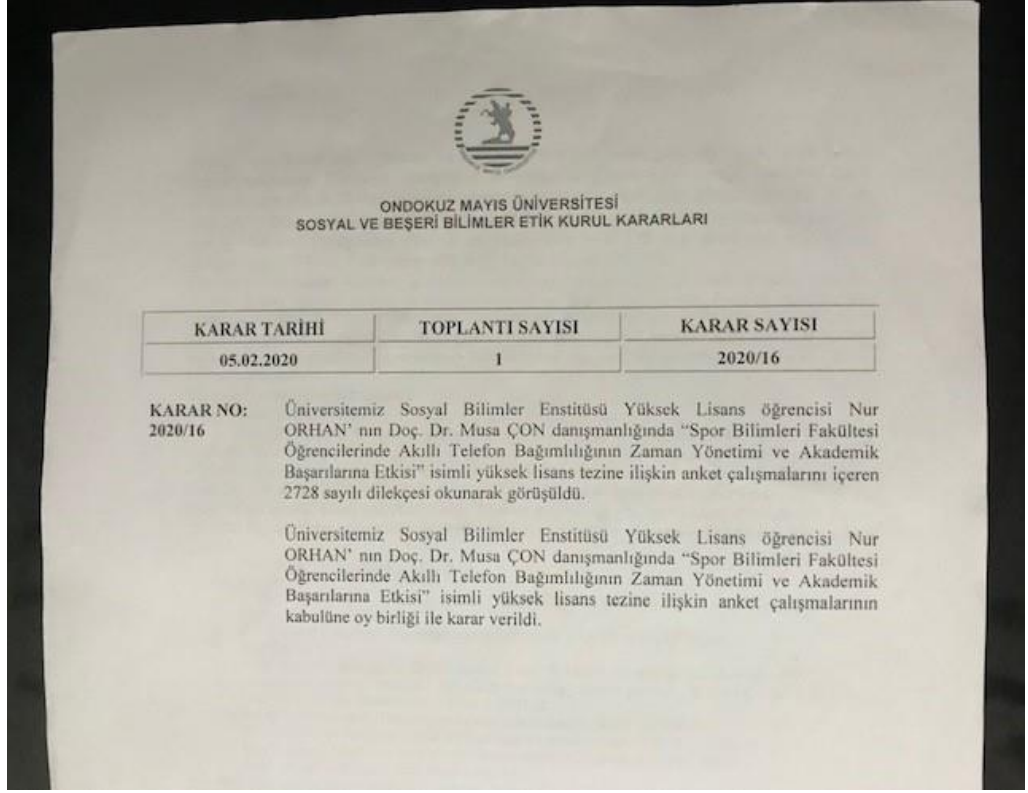 ONDOKUZ MAYIS ÜNİVERSİTESİ
SOSYAL VE BEŞERİ BİLİMLER ETİK KURUL KARARLARI
KARAR TARİHİ TOPLANTI SAYISI KARAR SAYISI
05.02.2020 1 2020/16
KARAR NO:
2020/16
Üniversitemiz Sosyal Bilimler Enstitüsü Yüksek Lisans öğrencisi Nur
ORHAN' nın Doç. Dr. Musa ÇON danışmanlığında “Spor Bilimleri Fakültesi
Öğrencilerinde Akıllı Telefon Bağımlılığının Zaman Yönetimi ve Akademik
Başarılarına Etkisi” isimli yüksek lisans tezine ilişkin anket çalışmalarını içeren
2728 sayılı dilekçesi okunarak görüşüldü.
Üniversitemiz Sosyal Bilimler Enstitüsü Yüksek Lisans öğrencisi Nur
ORHAN' nın Doç. Dr. Musa ÇON danışmanlığında “Spor Bilimleri Fakültesi
Öğrencilerinde Akıllı Telefon Bağımlılığının Zaman Yönetimi ve Akademik
Başarılarına Etkisi” isimli yüksek lisans tezine ilişkin anket çalışmalarının
kabulüne oy birliği ile karar verildi.